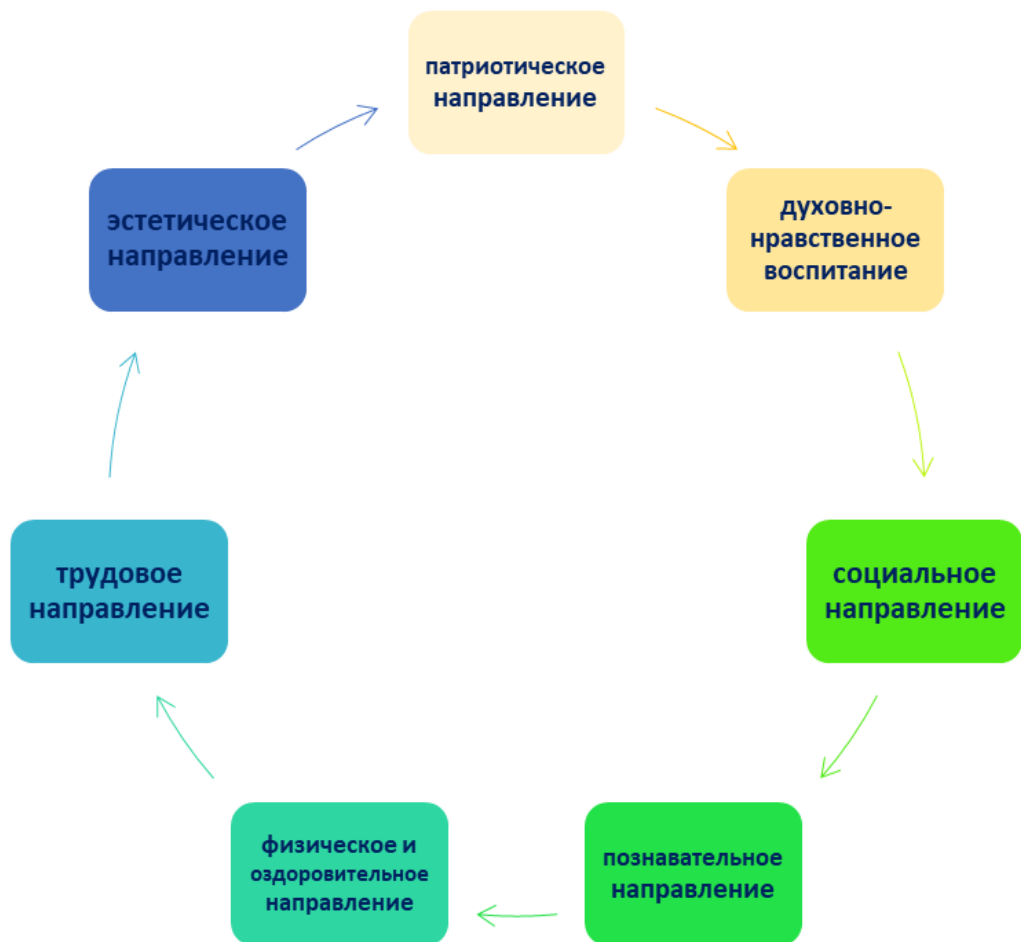 патриотическое
направление
духовно-
нравственное
воспитание
социальное
направление
познавательное
направление
физическое и
оздоровительное
направление
трудовое
направление
эстетическое
направление